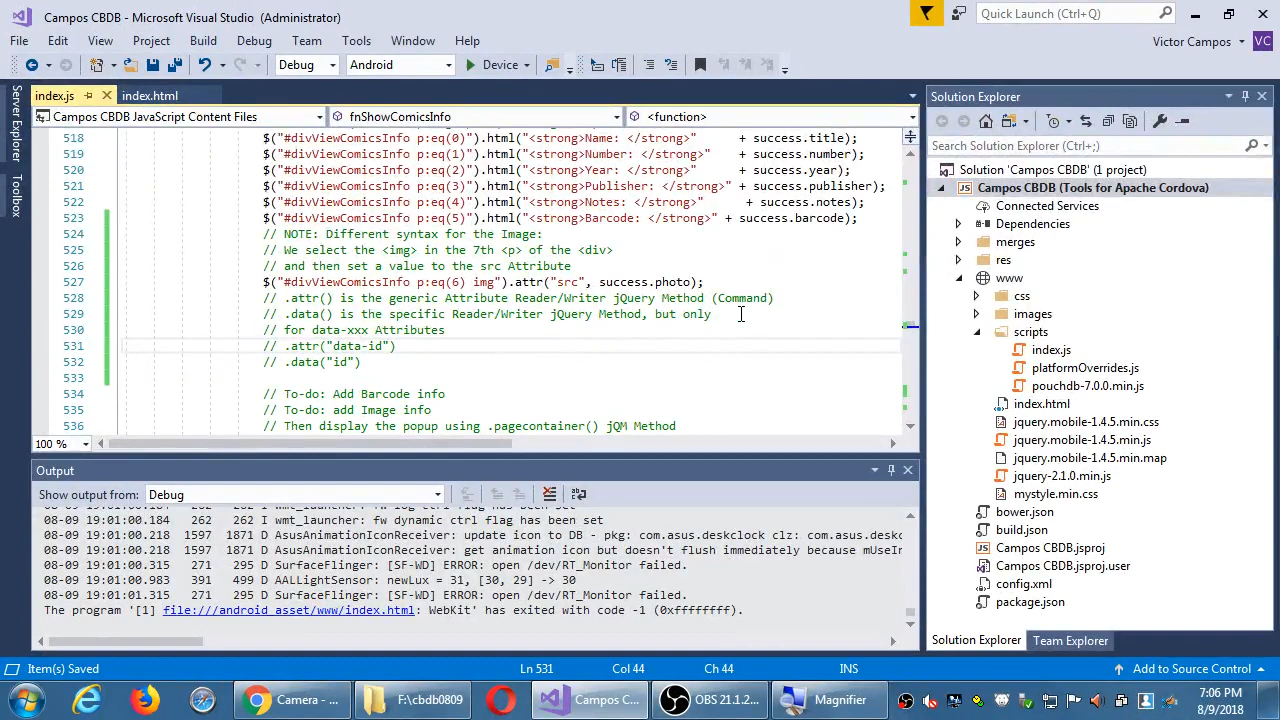 Campos CBDB - Microsoft Visual Studio (Administrator)
Quick Launch (Ctrl+Q)
File Edit View Project Build Debug Team Tools Window Help
Victor Campos VC
Debug Android Device
index.js index.html
Solution Explorer
Campos CBDB JavaScript Content Files fnShowComicsInfo <function>
Server Explorer
Toolbox
518 $("#divViewComicsInfo p:eq(0)").html("<strong>Name: </strong>" + success.title);
519 $("#divViewComicsInfo p:eq(1)").html("<strong>Number: </strong>" + success.number);
520 $("#divViewComicsInfo p:eq(2)").html("<strong>Year: </strong>" + success.year);
521 $("#divViewComicsInfo p:eq(3)").html("<strong>Publisher: </strong>" + success.publisher);
522 $("#divViewComicsInfo p:eq(4)").html("<strong>Notes: </strong>" + success.notes);
523 $("#divViewComicsInfo p:eq(5)").html("<strong>Barcode: </strong>" + success.barcode);
524 // NOTE: Different syntax for the Image:
525 // We select the <img> in the 7th <p> of the <div>
526 // and then set a value to the src Attribute
527 $("#divViewComicsInfo p:eq(6) img").attr("src", success.photo);
528 // .attr() is the generic Attribute Reader/Writer jQuery Method (Command)
529 // .data() is the specific Reader/Writer jQuery Method, but only
530 // for data-xxx Attributes
531 // .attr("data-id")
532 // .data("id")
533
534 // To-do: Add Barcode info
535 // To-do: add Image info
536 // Then display the popup using .pagecontainer() jQM Method
100 %
Search Solution Explorer (Ctrl+;)
Solution 'Campos CBDB' (1 project)
Campos CBDB (Tools for Apache Cordova)
Connected Services
Dependencies
merges
res
www
css
images
scripts
index.js
platformOverrides.js
pouchdb-7.0.0.min.js
index.html
jquery.mobile-1.4.5.min.css
jquery.mobile-1.4.5.min.js
jquery.mobile-1.4.5.min.map
jquery-2.1.0.min.js
mystyle.min.css
bower.json
build.json
Campos CBDB.jsproj
Campos CBDB.jsproj.user
config.xml
package.json
Solution Explorer Team Explorer
Output
Show output from: Debug
08-09 19:01:00.218 1597 1871 D AsusAnimationIconReceiver: update icon to DB - pkg: com.asus.deskclock clz: com.asus.deskc
08-09 19:01:00.218 1597 1871 D AsusAnimationIconReceiver: get animation icon but doesn't flush immediately because mUseIn
08-09 19:01:00.315 271 295 D SurfaceFlinger: [SF-WD] ERROR: open /dev/RT_Monitor failed.
08-09 19:01:00.983 391 499 D AALLightSensor: newLux = 31, [30, 29] -> 30
08-09 19:01:01.315 271 295 D SurfaceFlinger: [SF-WD] ERROR: open /dev/RT_Monitor failed.
The program '[1] file:///android_asset/www/index.html: WebKit' has exited with code -1 (0xffffffff).
Item(s) Saved Ln 531 Col 44 Ch 44 INS Add to Source Control
Camera - ... F:\cbdb0809 Campos C... OBS 21.1.2... Magnifier
7:06 PM
8/9/2018